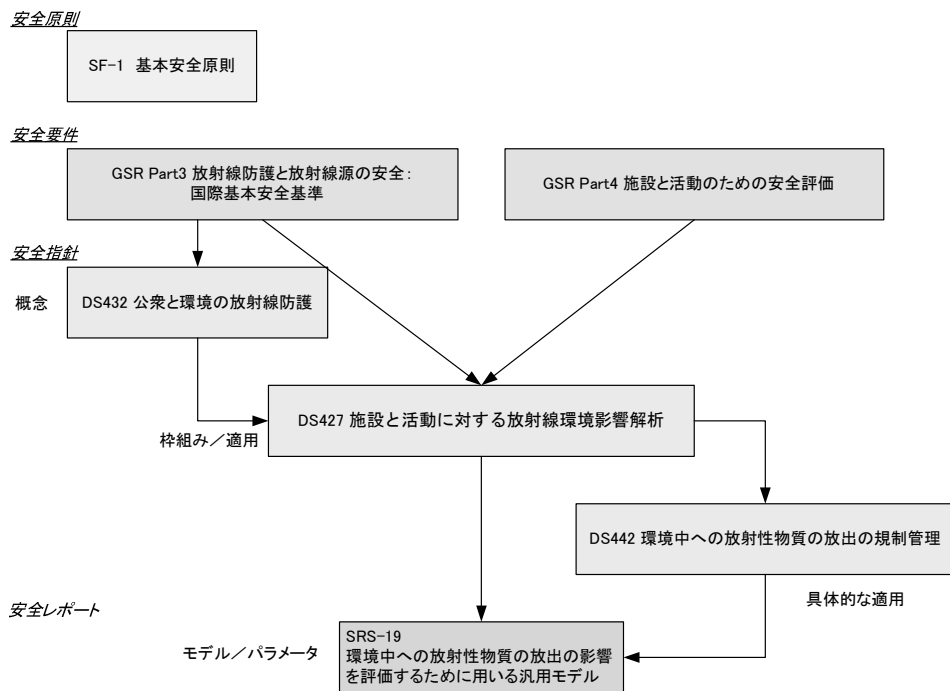 安全原則
SF-1 基本安全原則
安全要件
GSR Part3 放射線防護と放射線源の安全：
国際基本安全基準
GSR Part4 施設と活動のための安全評価
安全指針
概念
DS432 公衆と環境の放射線防護
DS427 施設と活動に対する放射線環境影響解析
枠組み／適用
DS442 環境中への放射性物質の放出の規制管理
具体的な適用
安全レポート
モデル／パラメータ
SRS-19
環境中への放射性物質の放出の影響
を評価するために用いる汎用モデル